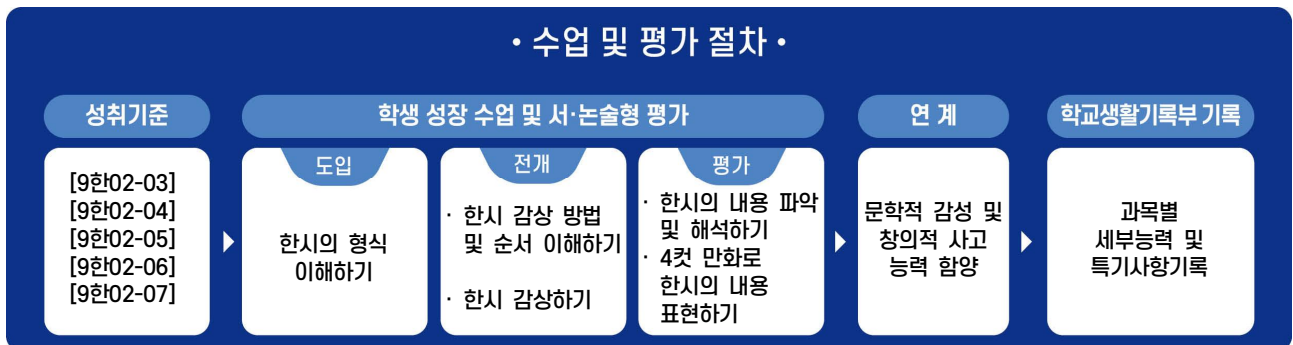 • 수업 및 평가 절차 •
성취기준
학생 성장 수업 및 서·논술형 평가
연 계
학교생활기록부 기록
[9한02-03]
[9한02-04]
[9한02-05]
[9한02-06]
[9한02-07]
도입
한시의 형식
이해하기
전개
· 한시 감상 방법
및 순서 이해하기
· 한시 감상하기
평가
· 한시의 내용 파악
및 해석하기
· 4컷 만화로
한시의 내용
표현하기
문학적 감성 및
창의적 사고
능력 함양
과목별
세부능력 및
특기사항기록